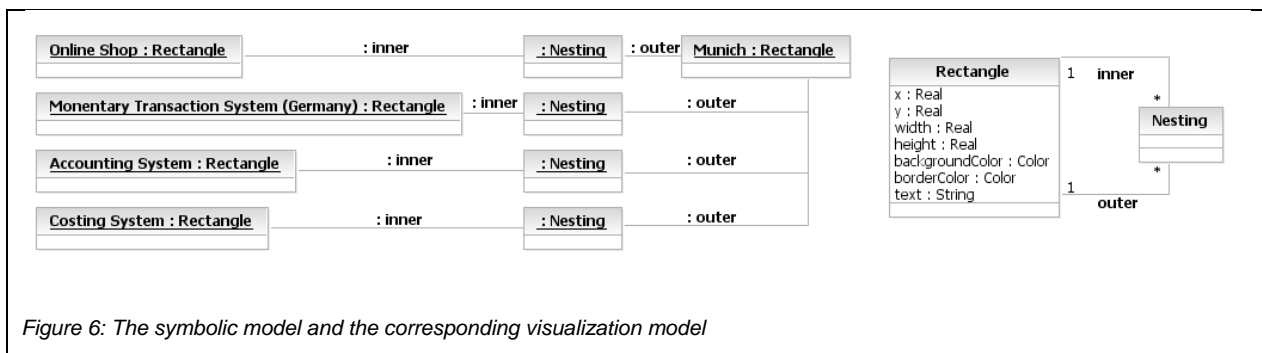 Online Shop : Rectangle : inner : Nesting : outer Munich : Rectangle
Monentary Transaction System (Germany) : Rectangle : inner : Nesting : outer
Accounting System : Rectangle : inner : Nesting : outer
Costing System : Rectangle : inner : Nesting : outer
Rectangle
x : Real
y : Real
width : Real
height : Real
backgroundColor : Color
borderColor : Color
text : String
1 inner
*
Nesting
*
1
outer
Figure 6: The symbolic model and the corresponding visualization model